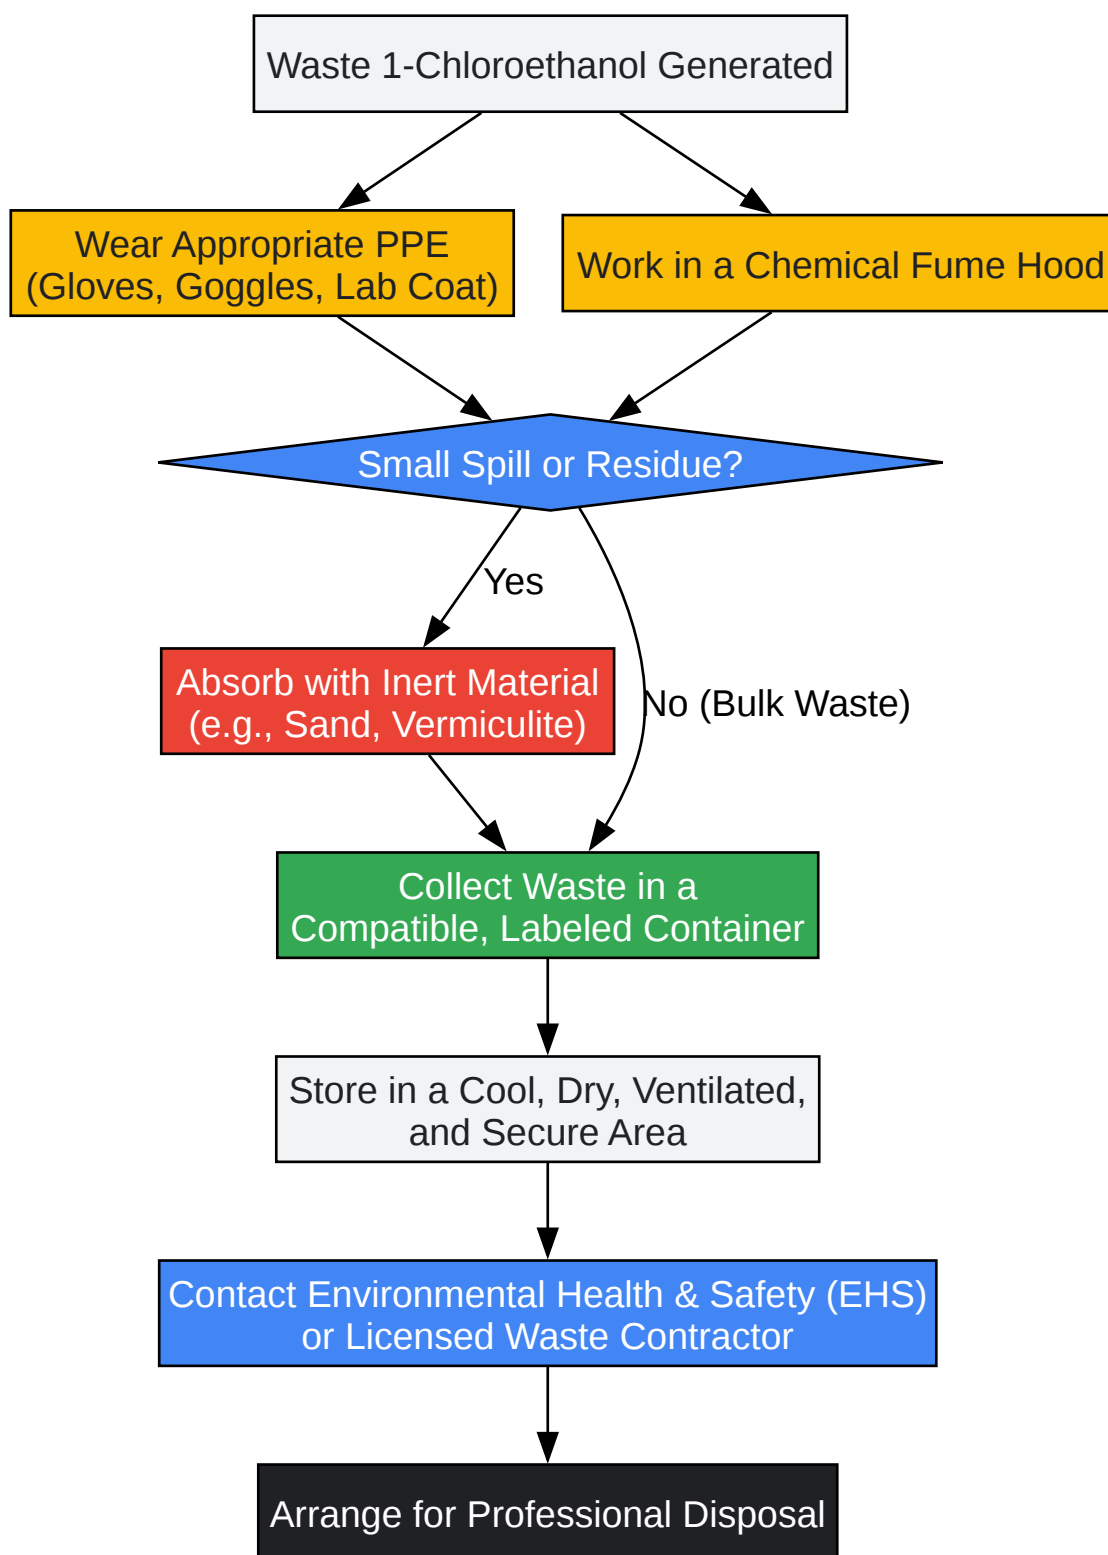 Waste 1-Chloroethanol Generated
Wear Appropriate PPE
(Gloves, Goggles, Lab Coat)
Work in a Chemical Fume Hood
Small Spill or Residue?
Yes
Absorb with Inert Material
(e.g., Sand, Vermiculite)
No (Bulk Waste)
Collect Waste in a
Compatible, Labeled Container
Store in a Cool, Dry, Ventilated,
and Secure Area
Contact Environmental Health & Safety (EHS)
or Licensed Waste Contractor
Arrange for Professional Disposal